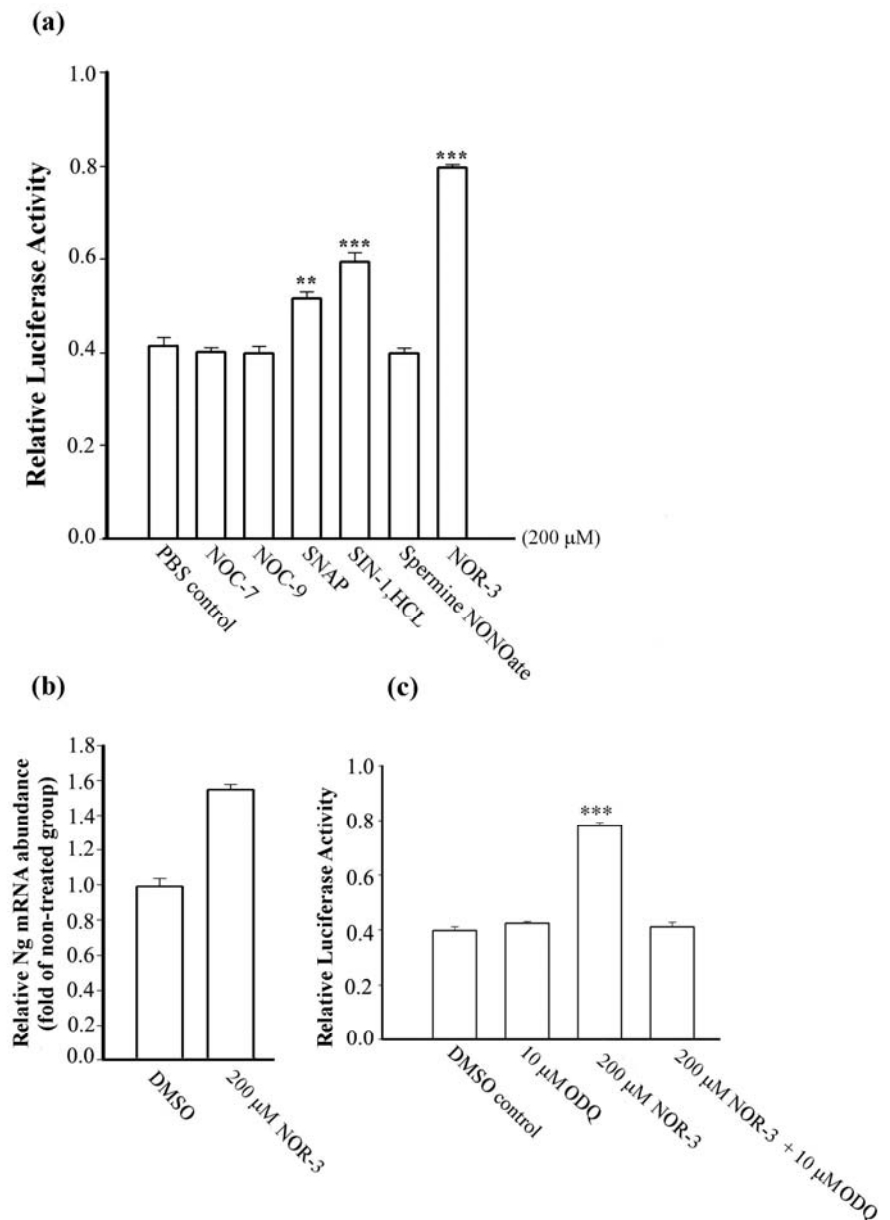 (a)
Relative Luciferase Activity
1.0
0.8
0.6
0.4
0.2
0.0
**
***
***
PBS control
NOC-7
NOC-9
SNAP
SIN-1,HCL
Spermine NONOate
NOR-3
(200 μM)
(b)
Relative Ng mRNA abundance
(fold of non-treated group)
1.8
1.6
1.4
1.0
0.8
0.6
0.4
0.2
0.0
DMSO
200 μM NOR-3
(c)
Relative Luciferase Activity
1.0
0.8
0.6
0.4
0.2
0.0
***
DMSO control
10 μM ODQ
200 μM NOR-3
200 μM NOR-3 + 10 μM ODQ